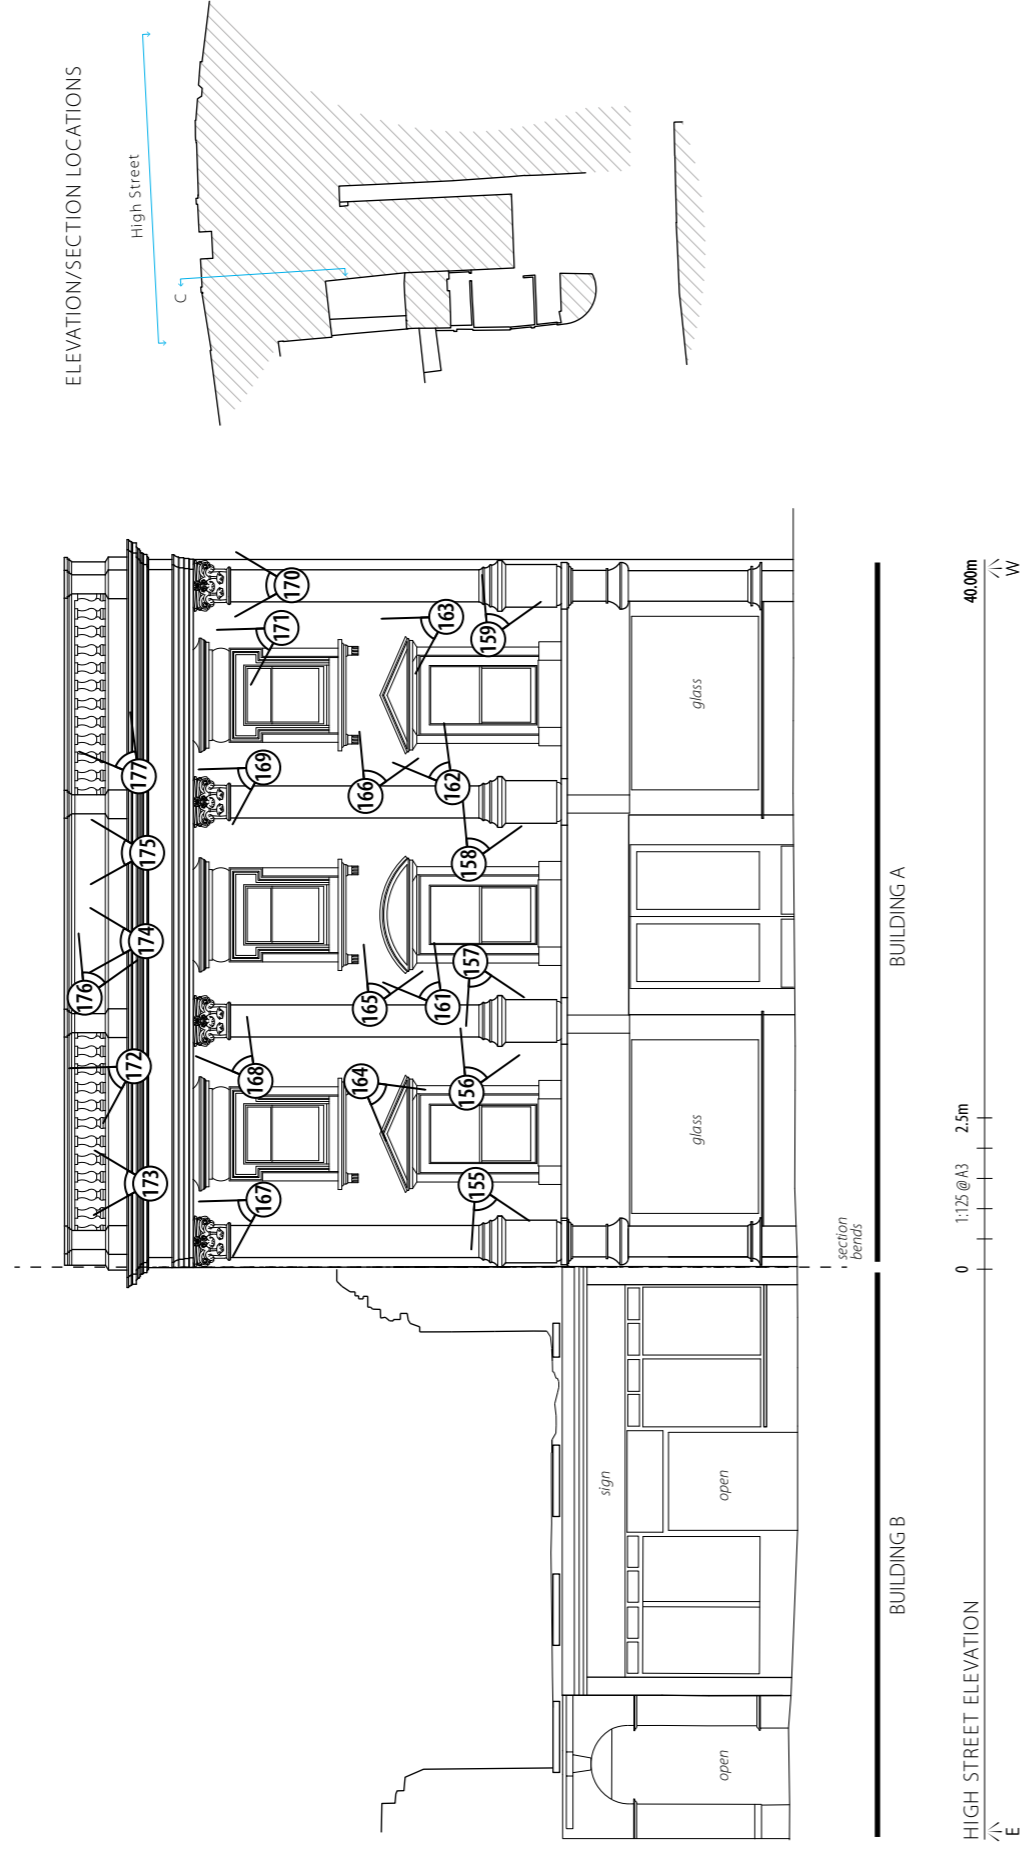 ELEVATION/SECTION LOCATIONS
High Street
C
176
174
175
177
173
172
167
168
169
171
170
164
165
166
163
161
162
155
156
157
158
159
sign
open
open
glass
glass
section
bends
BUILDING B
BUILDING A
HIGH STREET ELEVATION
0
1:125 @ A3
2.5m
40.00m
E
W